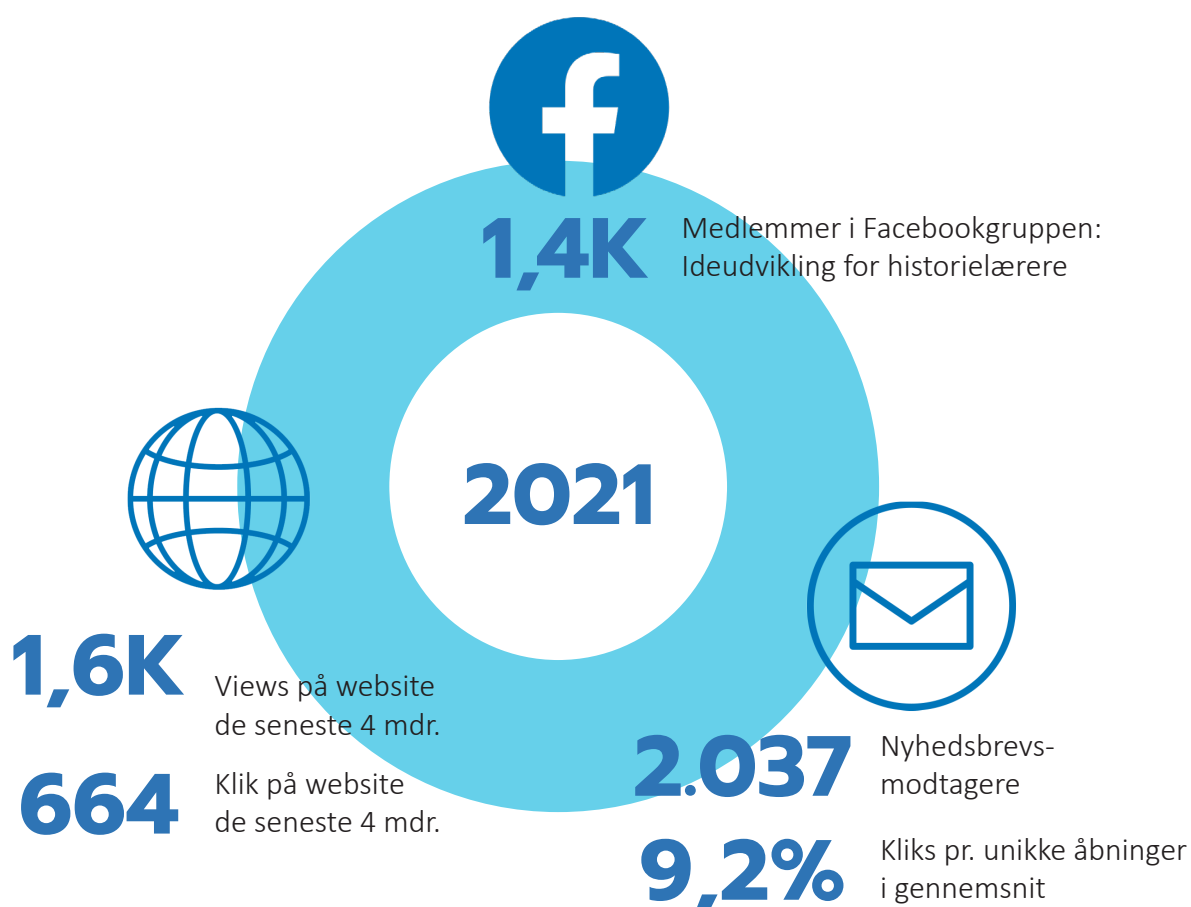 1,4K
Medlemmer i Facebookgruppen:
Ideudvikling for historielærere
2021
1,6K
Views på website
de seneste 4 mdr.
664
Klik på website
de seneste 4 mdr.
2.037
Nyhedsbrevs-
modtagere
9,2%
Kliks pr. unikke åbninger
i gennemsnit